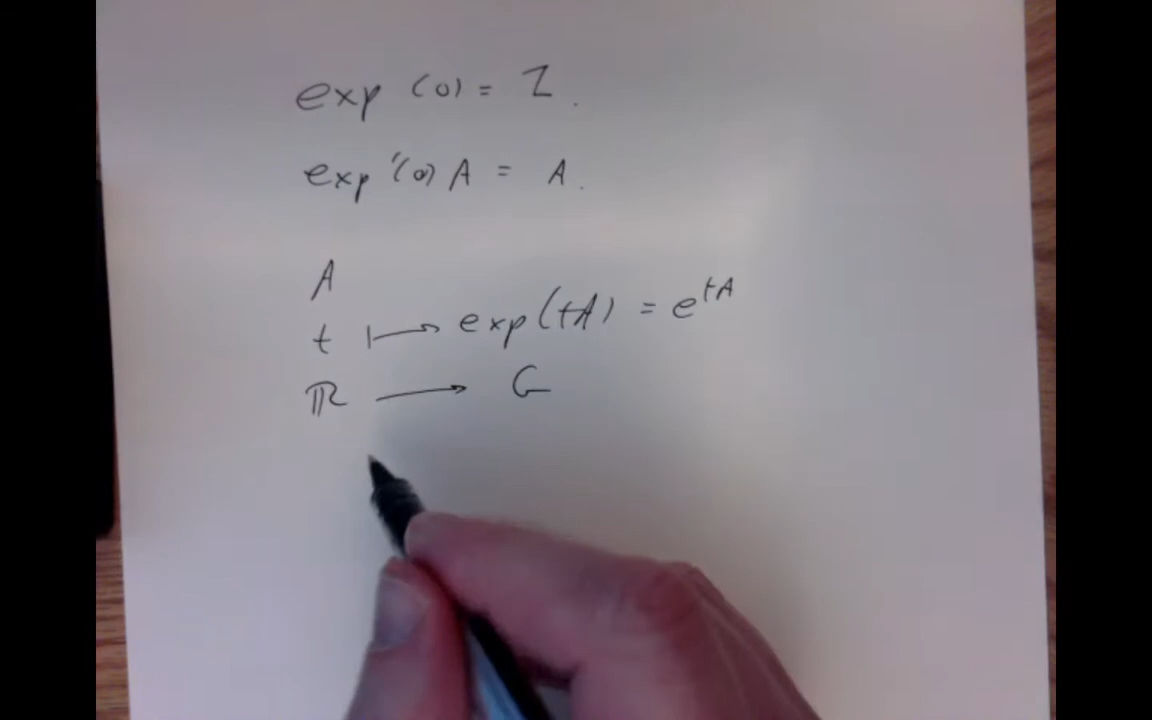 exp (0) = I.
exp'(0) A = A.
A
t ↦ exp(tA) = e^{tA}
ℝ → G